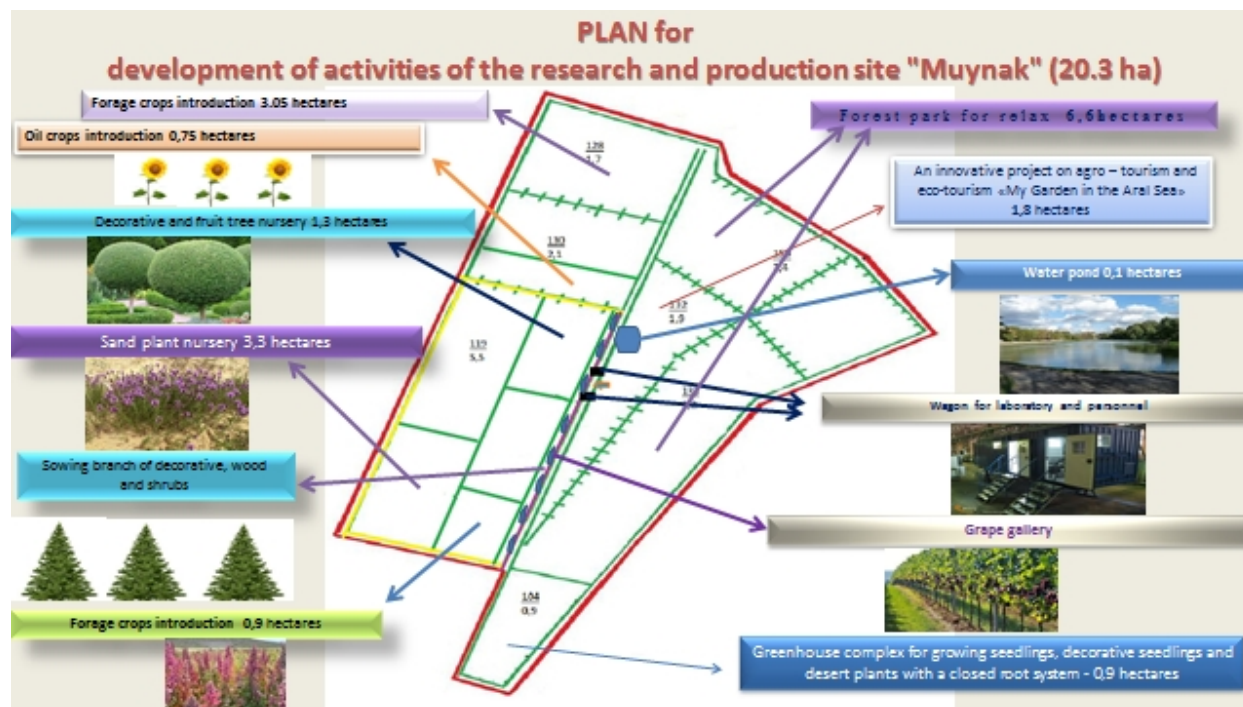 PLAN for
development of activities of the research and production site "Muynak" (20.3 ha)
Forage crops introduction 3.05 hectares
Oil crops introduction 0,75 hectares
Decorative and fruit tree nursery 1,3 hectares
Sand plant nursery 3,3 hectares
Sowing branch of decorative, wood
and shrubs
Forage crops introduction 0,9 hectares
128
1,7
130
2,1
119
5,5
1,9
104
0,9
Forest park for relax 6,6hectares
An innovative project on agro – tourism and
eco-tourism «My Garden in the Aral Sea»
1,8 hectares
Water pond 0,1 hectares
Wagon for laboratory and personnal
Grape gallery
Greenhouse complex for growing seedlings, decorative seedlings and
desert plants with a closed root system - 0,9 hectares